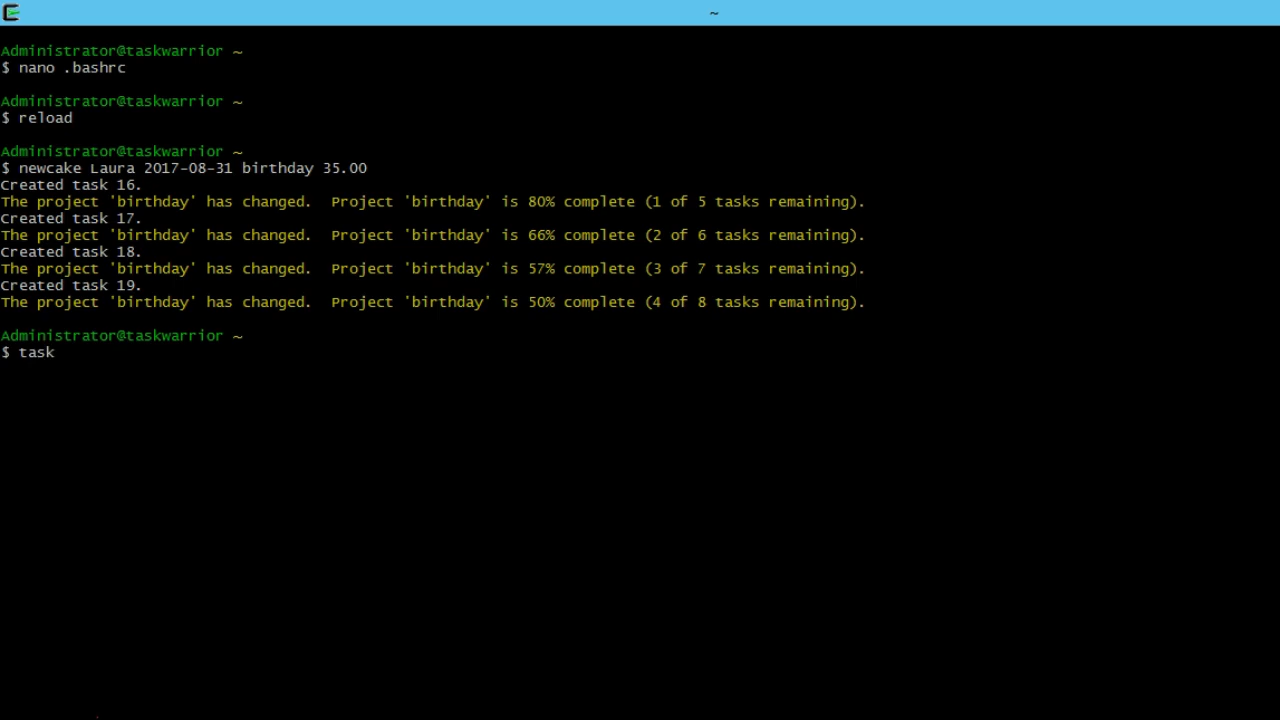 ~
Administrator@taskwarrior ~
$ nano .bashrc
Administrator@taskwarrior ~
$ reload
Administrator@taskwarrior ~
$ newcake Laura 2017-08-31 birthday 35.00
Created task 16.
The project 'birthday' has changed.  Project 'birthday' is 80% complete (1 of 5 tasks remaining).
Created task 17.
The project 'birthday' has changed.  Project 'birthday' is 66% complete (2 of 6 tasks remaining).
Created task 18.
The project 'birthday' has changed.  Project 'birthday' is 57% complete (3 of 7 tasks remaining).
Created task 19.
The project 'birthday' has changed.  Project 'birthday' is 50% complete (4 of 8 tasks remaining).
Administrator@taskwarrior ~
$ task